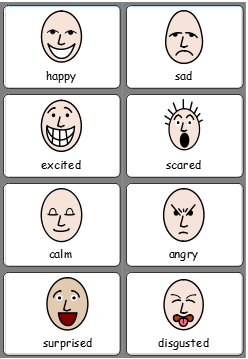 happy
sad
excited
scared
calm
angry
surprised
disgusted